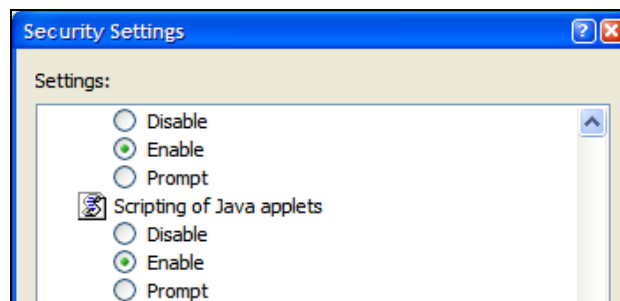 Security Settings
Settings:
Disable
Enable
Prompt
Scripting of Java applets
Disable
Enable
Prompt